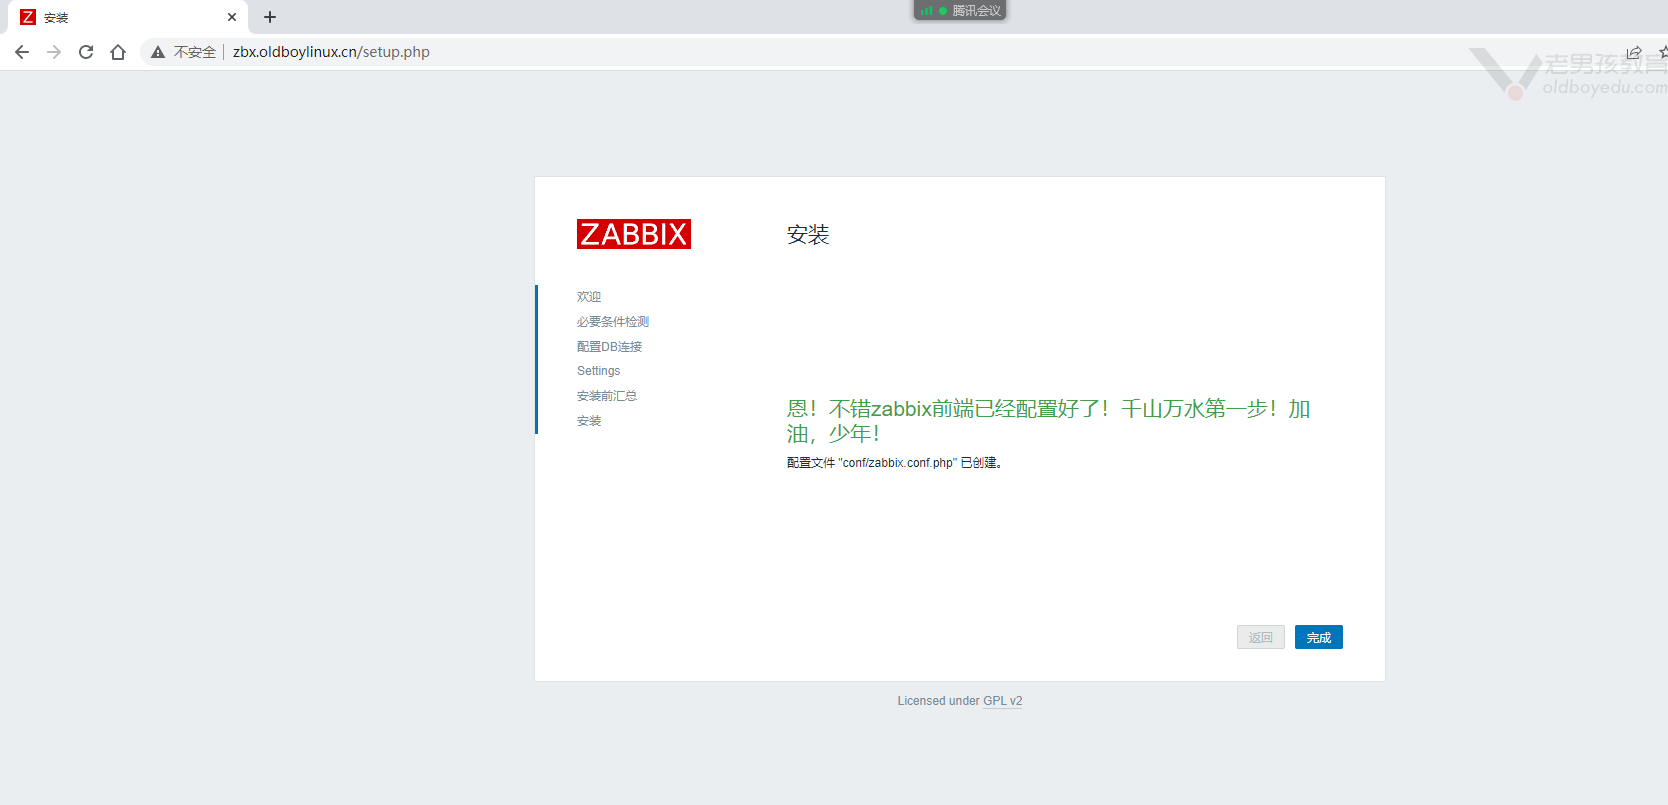 安装
腾讯会议
不安全
zbx.oldboylinux.cn/setup.php
老男孩教育
oldboyedu.com
ZABBIX
安装
欢迎
必要条件检测
配置DB连接
Settings
安装前汇总
安装
恩！不错zabbix前端已经配置好了！千山万水第一步！加
油，少年！
配置文件 "conf/zabbix.conf.php" 已创建。
返回
完成
Licensed under GPL v2